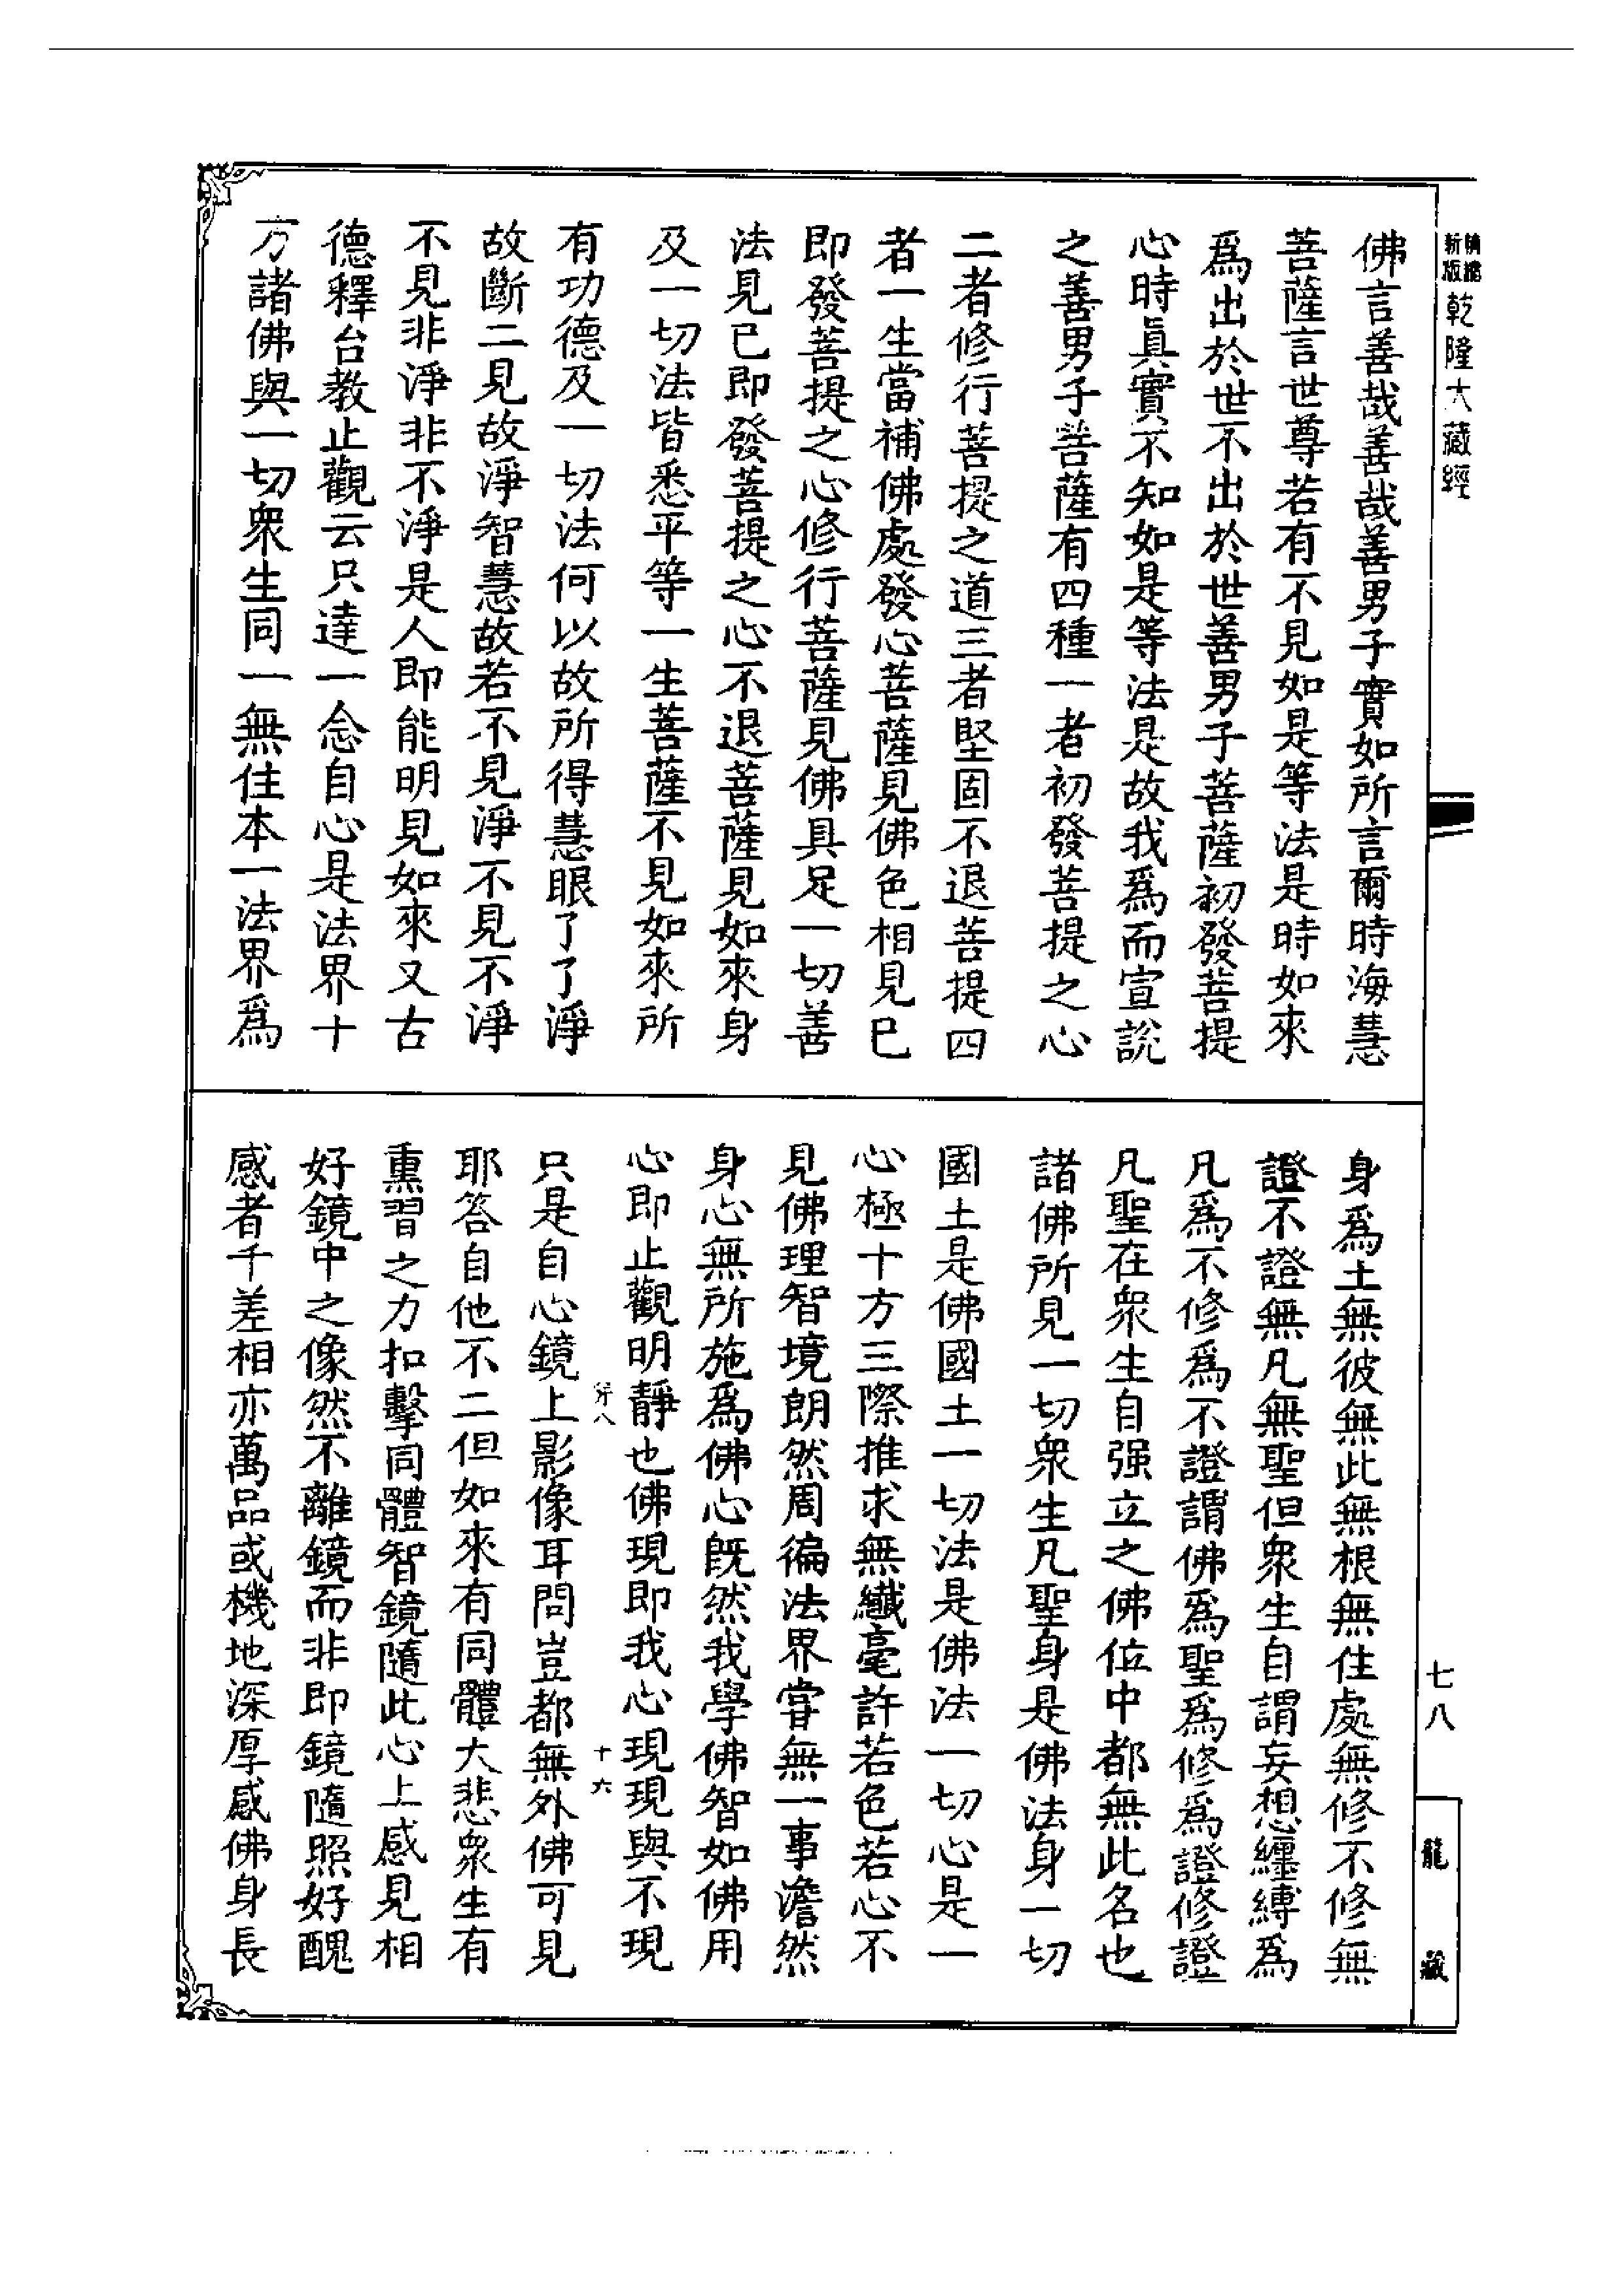 精繪
新版
乾隆大藏經
佛言善哉善哉善男子實如所言爾時海慧
菩薩言世尊若有不見如是等法是時如來
爲出於世不出於世善男子菩薩初發菩提
心時眞實不知如是等法是故我爲而宣說
之善男子菩薩有四種一者初發菩提之心
二者修行菩提之道三者堅固不退菩提四
者一生當補佛處發心菩薩見佛色相見已
即發菩提之心修行菩薩見佛具足一切善
法見已即發菩提之心不退菩薩見如來身
及一切法皆悉平等一生菩薩不見如來所
有功德及一切法何以故所得慧眼了了淨
故斷二見故淨智慧故若不見淨不見不淨
不見非淨非不淨是人即能明見如來又古
德釋台教止觀云只達一念自心是法界十
方諸佛與一切衆生同一無住本一法界爲
身爲土無彼無此無根無住處無修不修無
證不證無凡無聖但衆生自謂妄想纏縛爲
凡爲不修爲不證謂佛爲聖爲修爲證修證
凡聖在衆生自强立之佛位中都無此名也
諸佛所見一切衆生凡聖身是佛法身一切
國土是佛國土一切法是佛法一切心是一
心極十方三際推求無纖毫許若色若心不
見佛理智境朗然周徧法界甞無一事澹然
身心無所施爲佛心旣然我學佛智如佛用
心即止觀明靜也佛現即我心現現與不現
只是自心鏡上影像耳問豈都無外佛可見
耶答自他不二但如來有同體大悲衆生有
熏習之力扣擊同體智鏡隨此心上感見相
好鏡中之像然不離鏡而非即鏡隨照好醜
感者千差相亦萬品或機地深厚感佛身長
十六
七八
龍藏